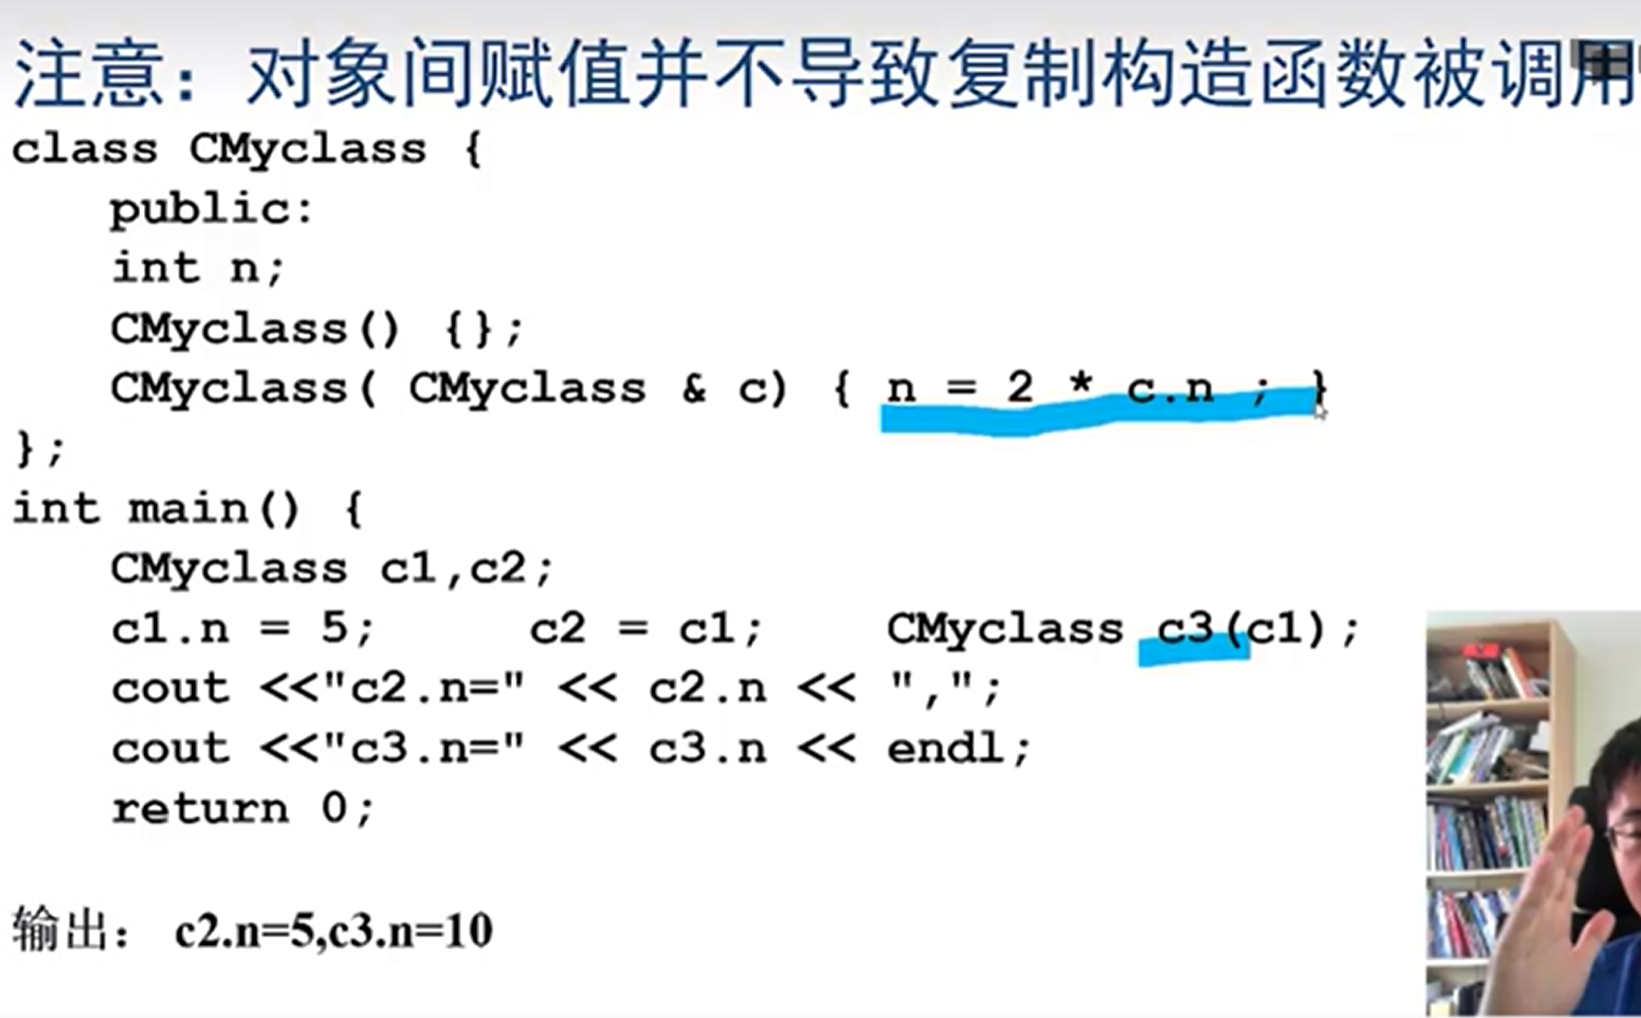 注意：对象间赋值并不导致复制构造函数被调用
class CMyclass {
public:
int n;
CMyclass() {};
CMyclass( CMyclass & c) { n = 2 * c.n ; }
};
int main() {
CMyclass c1,c2;
c1.n = 5; c2 = c1; CMyclass c3(c1);
cout <<"c2.n=" << c2.n << ",";
cout <<"c3.n=" << c3.n << endl;
return 0;
输出： c2.n=5,c3.n=10